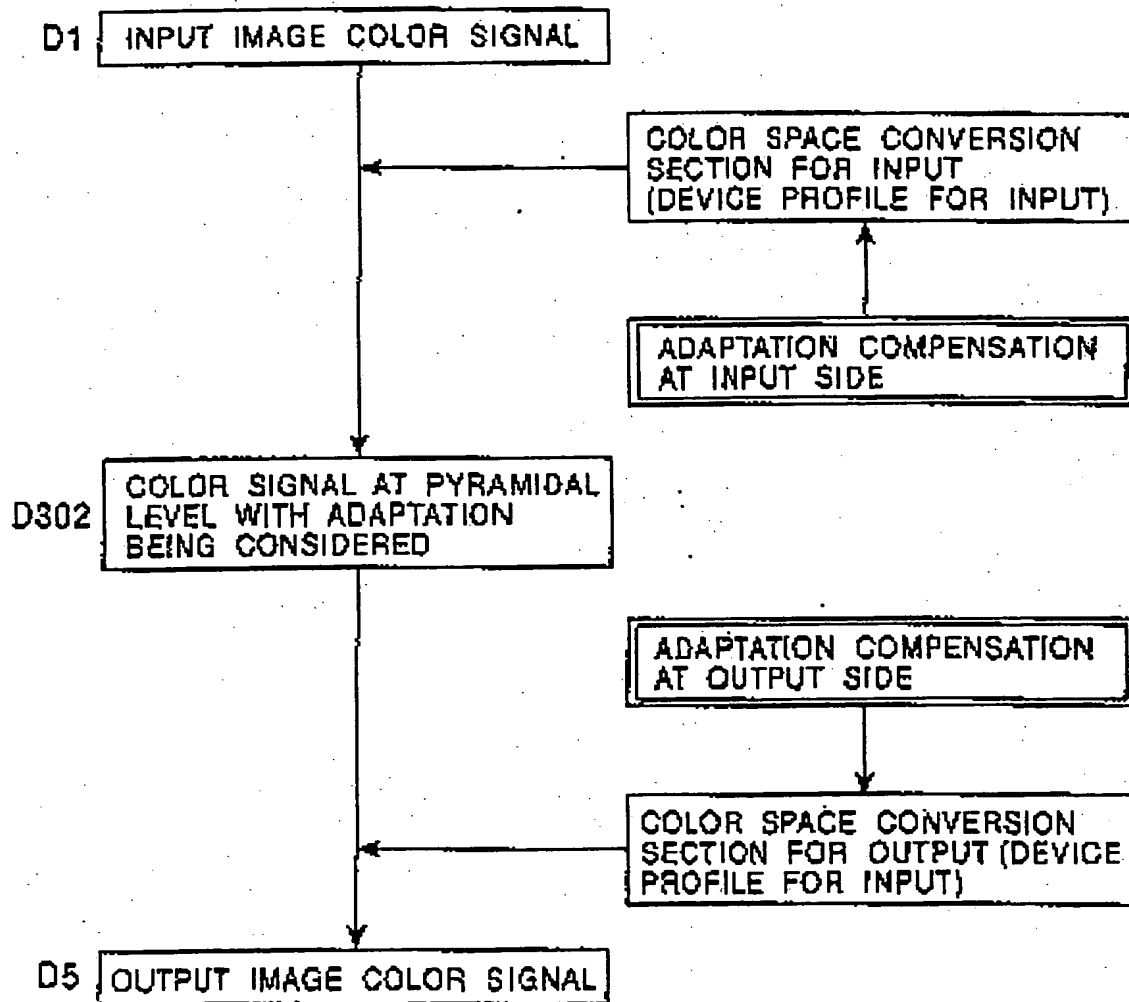 D1 INPUT IMAGE COLOR SIGNAL
COLOR SPACE CONVERSION
SECTION FOR INPUT
(DEVICE PROFILE FOR INPUT)
ADAPTATION COMPENSATION
AT INPUT SIDE
D302
COLOR SIGNAL AT PYRAMIDAL
LEVEL WITH ADAPTATION
BEING CONSIDERED
ADAPTATION COMPENSATION
AT OUTPUT SIDE
COLOR SPACE CONVERSION
SECTION FOR OUTPUT (DEVICE
PROFILE FOR INPUT)
D5 OUTPUT IMAGE COLOR SIGNAL